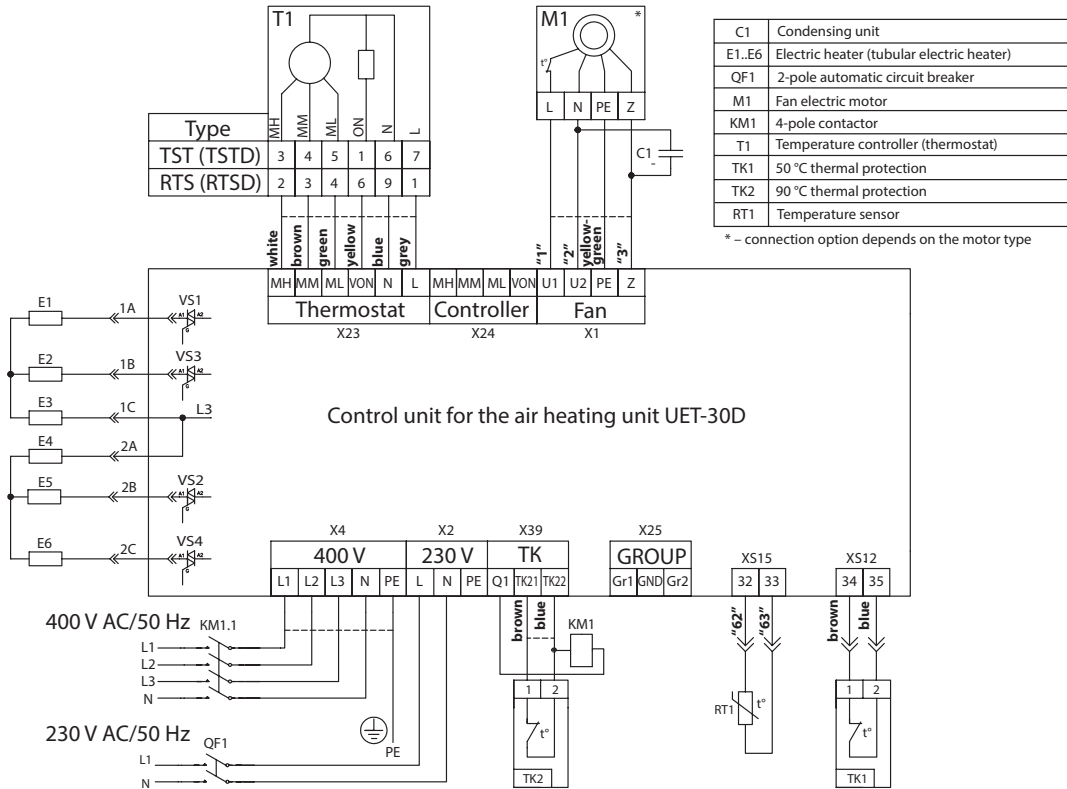 T1
M1
*
t°
L N PE Z
C1
-
MH MM ML ON N L
Type
TST (TSTD) 3 4 5 1 6 7
RTS (RTSD) 2 3 4 6 9 1
white brown green yellow blue grey
"1" "2" yellow-green "3"
C1 Condensing unit
E1..E6 Electric heater (tubular electric heater)
QF1 2-pole automatic circuit breaker
M1 Fan electric motor
KM1 4-pole contactor
T1 Temperature controller (thermostat)
TK1 50 °C thermal protection
TK2 90 °C thermal protection
RT1 Temperature sensor
* – connection option depends on the motor type
MH MM ML VON N L MH MM ML VON U1 U2 PE Z
Thermostat Controller Fan
X23 X24 X1
E1 1A VS1
A1 A2
G
E2 1B VS3
A1 A2
G
E3 1C L3
Control unit for the air heating unit UET-30D
E4 2A
E5 2B VS2
A1 A2
G
E6 2C VS4
A1 A2
G
X4 X2 X39 X25
400 V 230 V TK GROUP
XS15 XS12
L1 L2 L3 N PE L N PE Q1 TK21 TK22 Gr1 GND Gr2
32 33 34 35
brown blue
"62" "63"
brown blue
400 V AC/50 Hz KM1.1
KM1
L1
L2
L3
N
1 2
t°
TK2
RT1 t°
1 2
t°
TK1
PE
230 V AC/50 Hz
QF1
L1
N